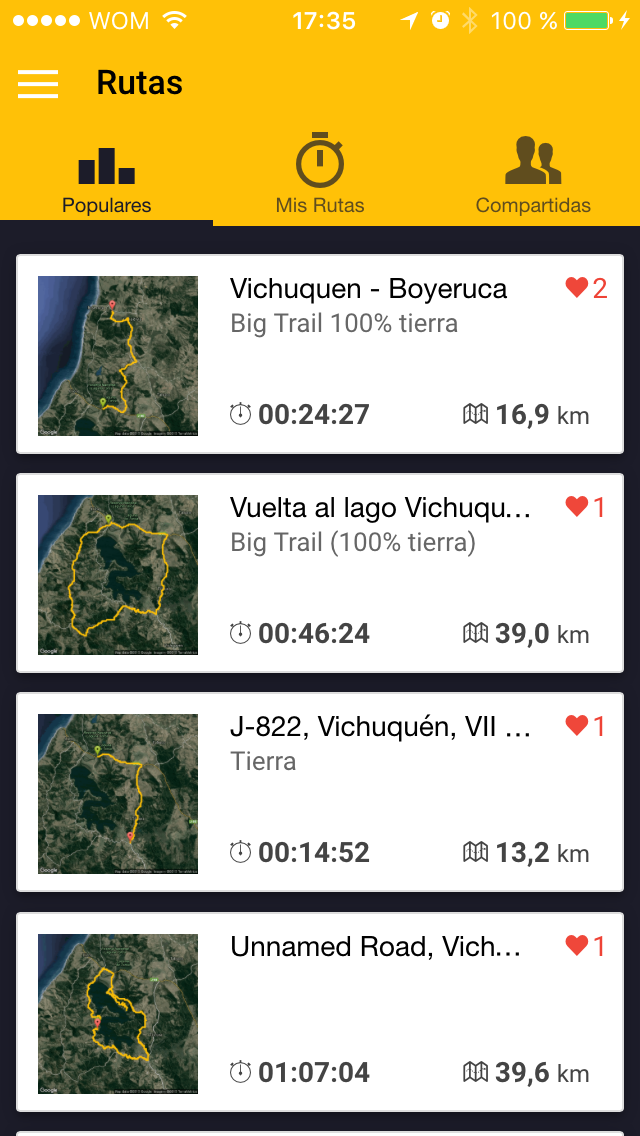 WOM 17:35 100 %
Rutas
Populares Mis Rutas Compartidas
Vichuquen - Boyeruca 2
Big Trail 100% tierra
00:24:27 16,9 km
Vuelta al lago Vichuqu... 1
Big Trail (100% tierra)
00:46:24 39,0 km
J-822, Vichuquén, VII ... 1
Tierra
00:14:52 13,2 km
Unnamed Road, Vich... 1
01:07:04 39,6 km